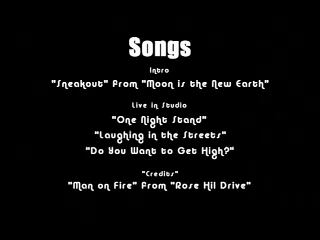 Songs
Intro
"Sneakout" From "Moon is the New Earth"
Live in Studio
"One Night Stand"
"Laughing in the Streets"
"Do You Want to Get High?"
"Credits"
"Man on Fire" From "Rose Hil Drive"